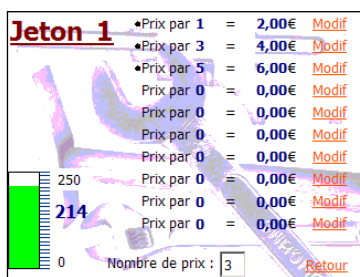 Jeton 1
Prix par 1 = 2,00€ Modif
Prix par 3 = 4,00€ Modif
Prix par 5 = 6,00€ Modif
Prix par 0 = 0,00€ Modif
Prix par 0 = 0,00€ Modif
Prix par 0 = 0,00€ Modif
Prix par 0 = 0,00€ Modif
Prix par 0 = 0,00€ Modif
Prix par 0 = 0,00€ Modif
Prix par 0 = 0,00€ Modif
250
214
0
Nombre de prix : 3 Retour